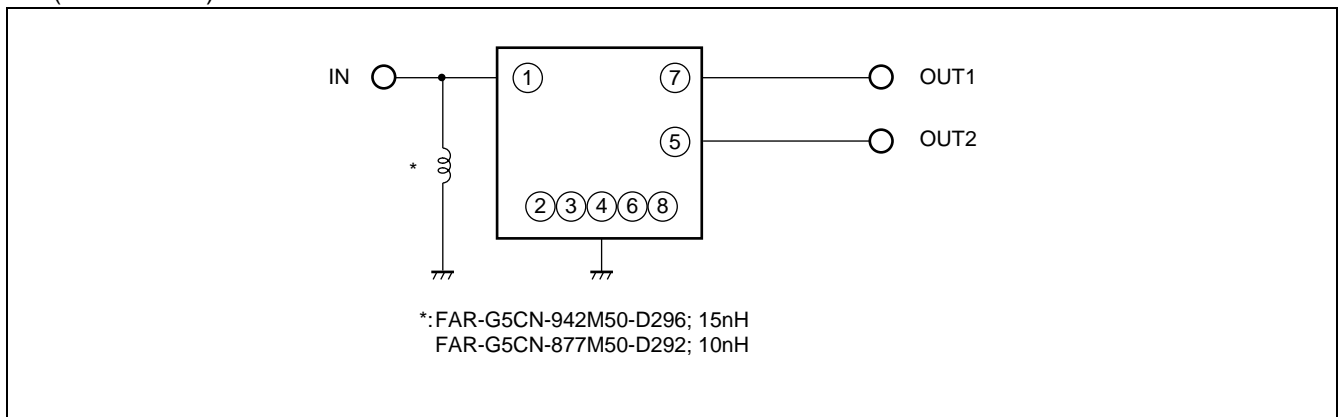 IN
1
7
OUT1
5
OUT2
*
2 3 4 6 8
*:FAR-G5CN-942M50-D296; 15nH
FAR-G5CN-877M50-D292; 10nH